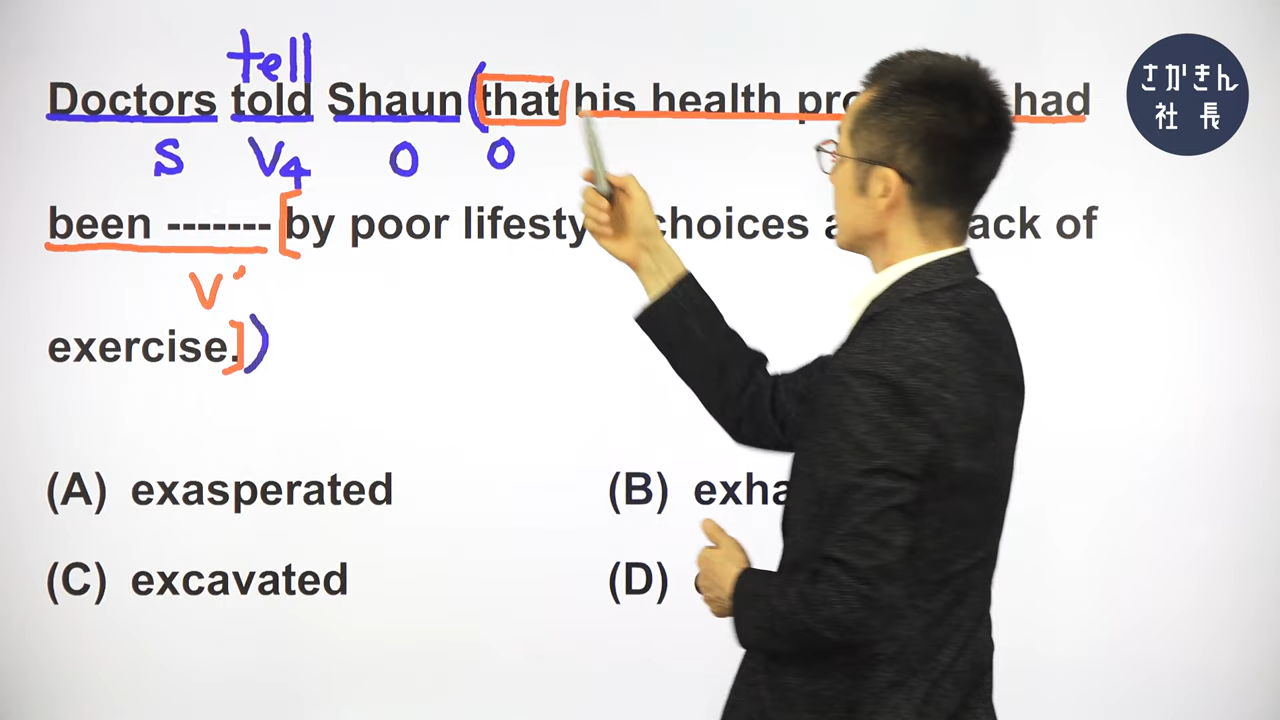 tell
Doctors told Shaun (that [his health pro had
S V4 O O
been ------- [by poor lifesty choices a ack of
V'
exercise.])
(A) exasperated (B) exha
(C) excavated (D)
さかきん
社長